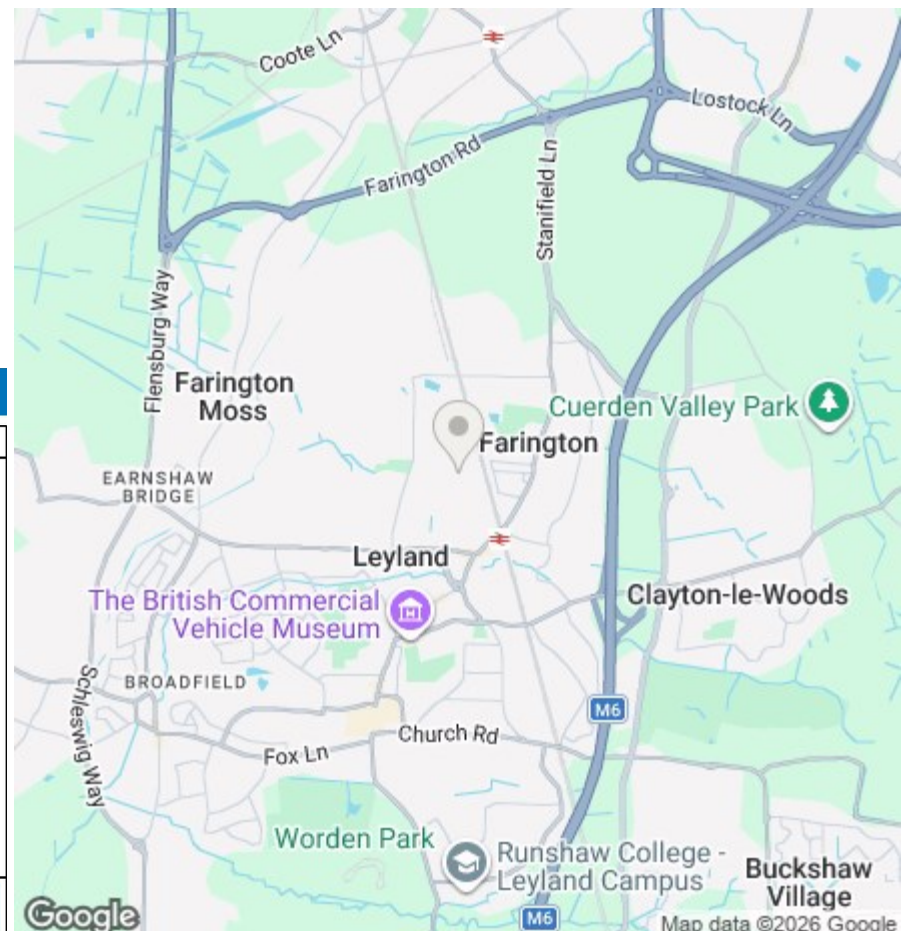 Coote Ln
Lostock Ln
Farington Rd
Stanifield Ln
Flensburg Way
Farington
Moss
Cuerden Valley Park
Farington
EARNSHAW
BRIDGE
Leyland
Clayton-le-Woods
The British Commercial
Vehicle Museum
BROADFIELD
Schleswig Way
M6
Church Rd
Fox Ln
Worden Park
Runshaw College -
Leyland Campus
Buckshaw
Village
Google
M6
Map data ©2026 Google